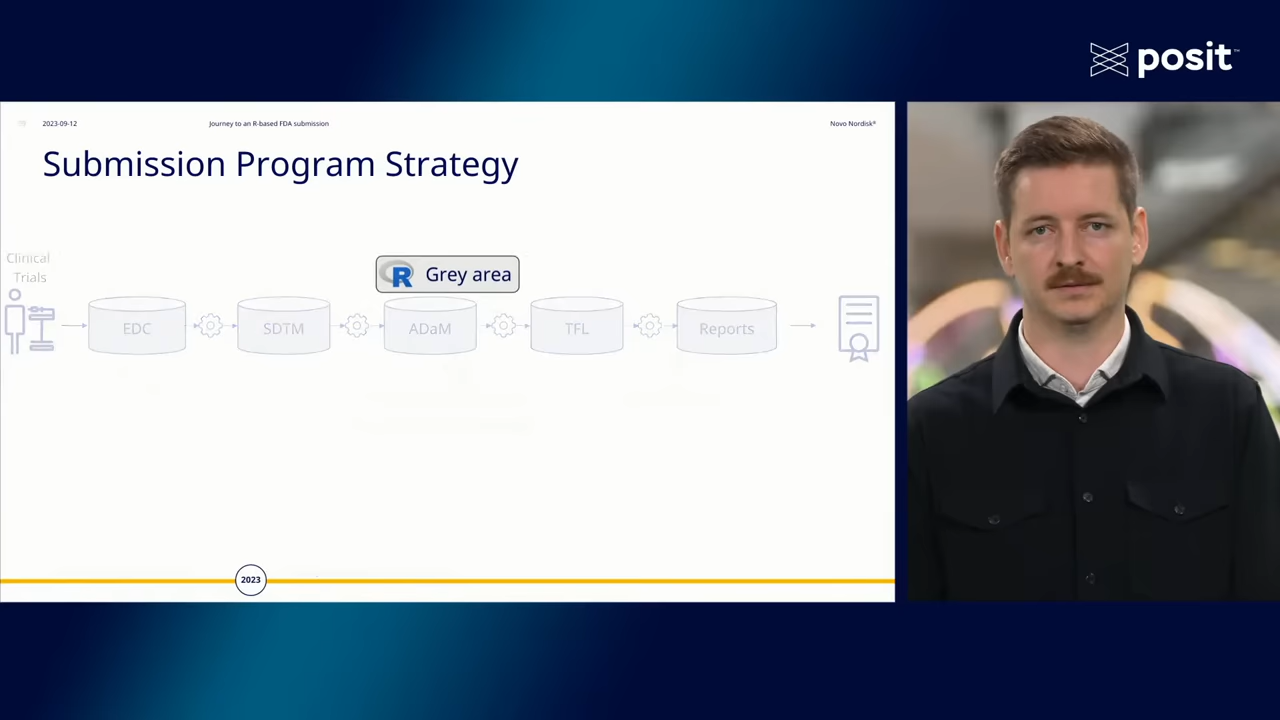 posit™
2023-09-12
Journey to an R-based FDA submission
Novo Nordisk®
Submission Program Strategy
Clinical
Trials
R Grey area
EDC
SDTM
ADaM
TFL
Reports
2023